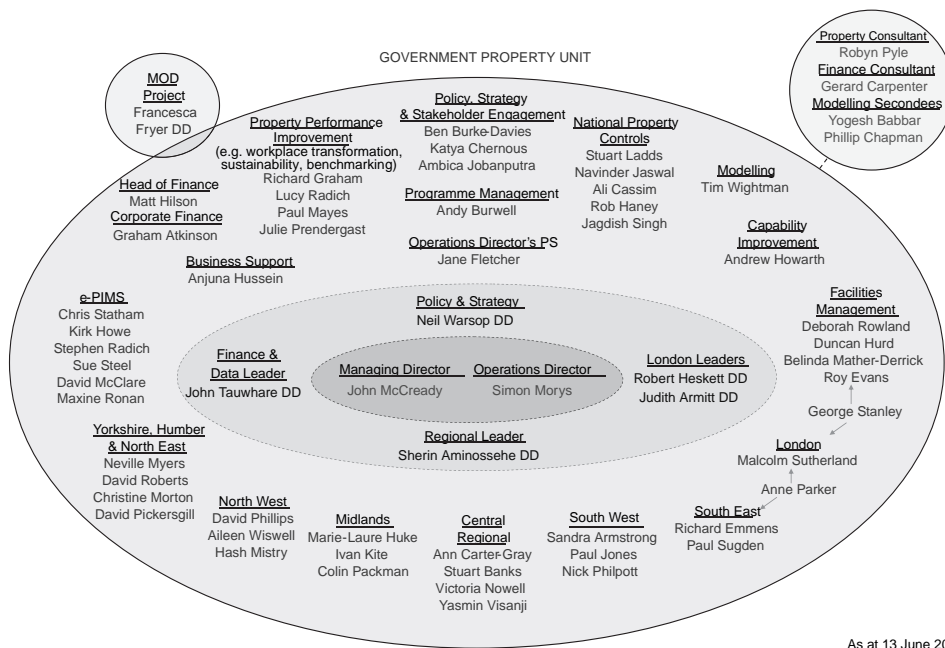 GOVERNMENT PROPERTY UNIT
MOD
Project
Francesca
Fryer DD
Property Consultant
Robyn Pyle
Finance Consultant
Gerard Carpenter
Modelling Secondees
Yogesh Babbar
Phillip Chapman
Property Performance
Improvement
(e.g. workplace transformation,
sustainability, benchmarking)
Richard Graham
Lucy Radich
Paul Mayes
Julie Prendergast
Policy, Strategy
& Stakeholder Engagement
Ben Burke-Davies
Katya Chernous
Ambica Jobanputra
Programme Management
Andy Burwell
Operations Director's PS
Jane Fletcher
National Property
Controls
Stuart Ladds
Navinder Jaswal
Ali Cassim
Rob Haney
Jagdish Singh
Modelling
Tim Wightman
Capability
Improvement
Andrew Howarth
Head of Finance
Matt Hilson
Corporate Finance
Graham Atkinson
Business Support
Anjuna Hussein
e-PIMS
Chris Statham
Kirk Howe
Stephen Radich
Sue Steel
David McClare
Maxine Ronan
Policy & Strategy
Neil Warsop DD
Finance &
Data Leader
John Tauwhare DD
Managing Director
John McCready
Operations Director
Simon Morys
London Leaders
Robert Heskett DD
Judith Armitt DD
Regional Leader
Sherin Aminossehe DD
Facilities
Management
Deborah Rowland
Duncan Hurd
Belinda Mather-Derrick
Roy Evans
George Stanley
London
Malcolm Sutherland
Anne Parker
South East
Richard Emmens
Paul Sugden
Yorkshire, Humber
& North East
Neville Myers
David Roberts
Christine Morton
David Pickersgill
North West
David Phillips
Aileen Wiswell
Hash Mistry
Midlands
Marie-Laure Huke
Ivan Kite
Colin Packman
Central
Regional
Ann Carter-Gray
Stuart Banks
Victoria Nowell
Yasmin Visanji
South West
Sandra Armstrong
Paul Jones
Nick Philpott
As at 13 June